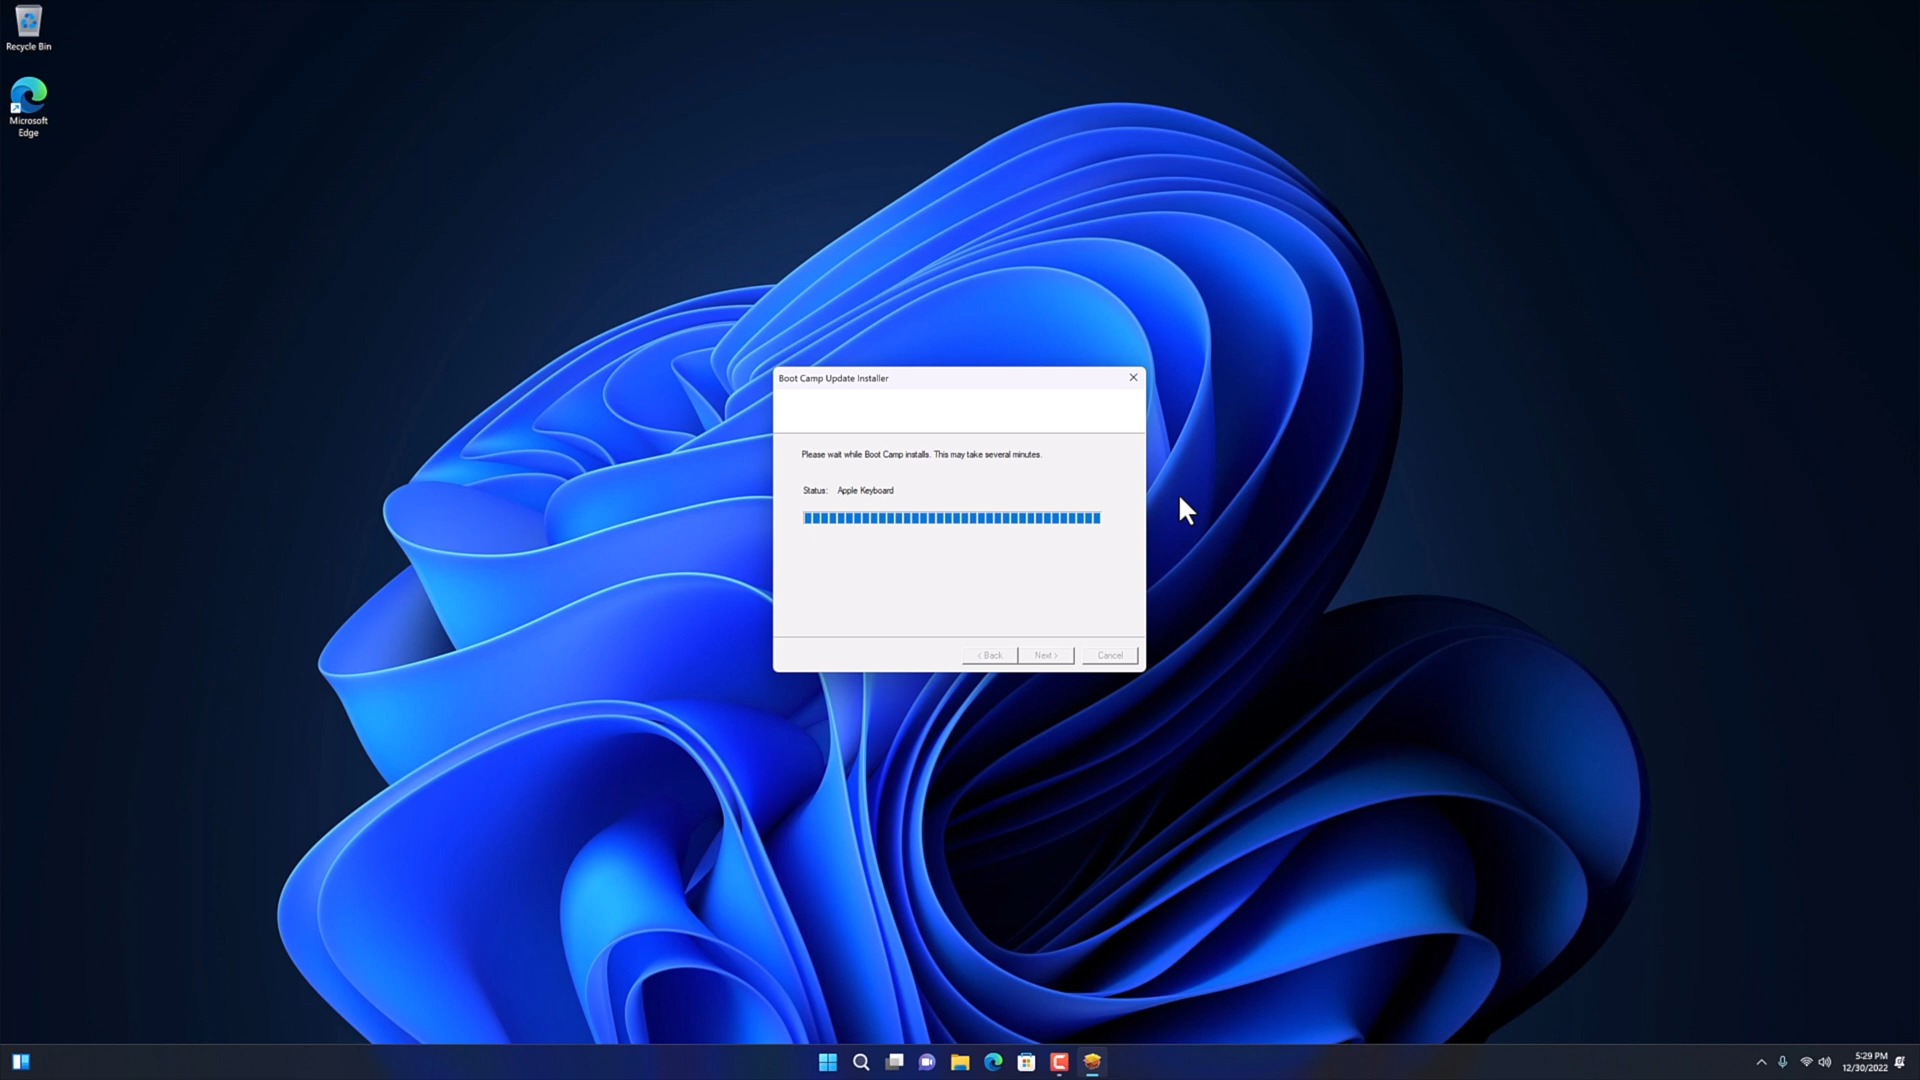 Recycle Bin
Microsoft
Edge
Boot Camp Update Installer
Please wait while Boot Camp installs. This may take several minutes.
Status: Apple Keyboard
< Back Next > Cancel
5:29 PM
12/30/2022